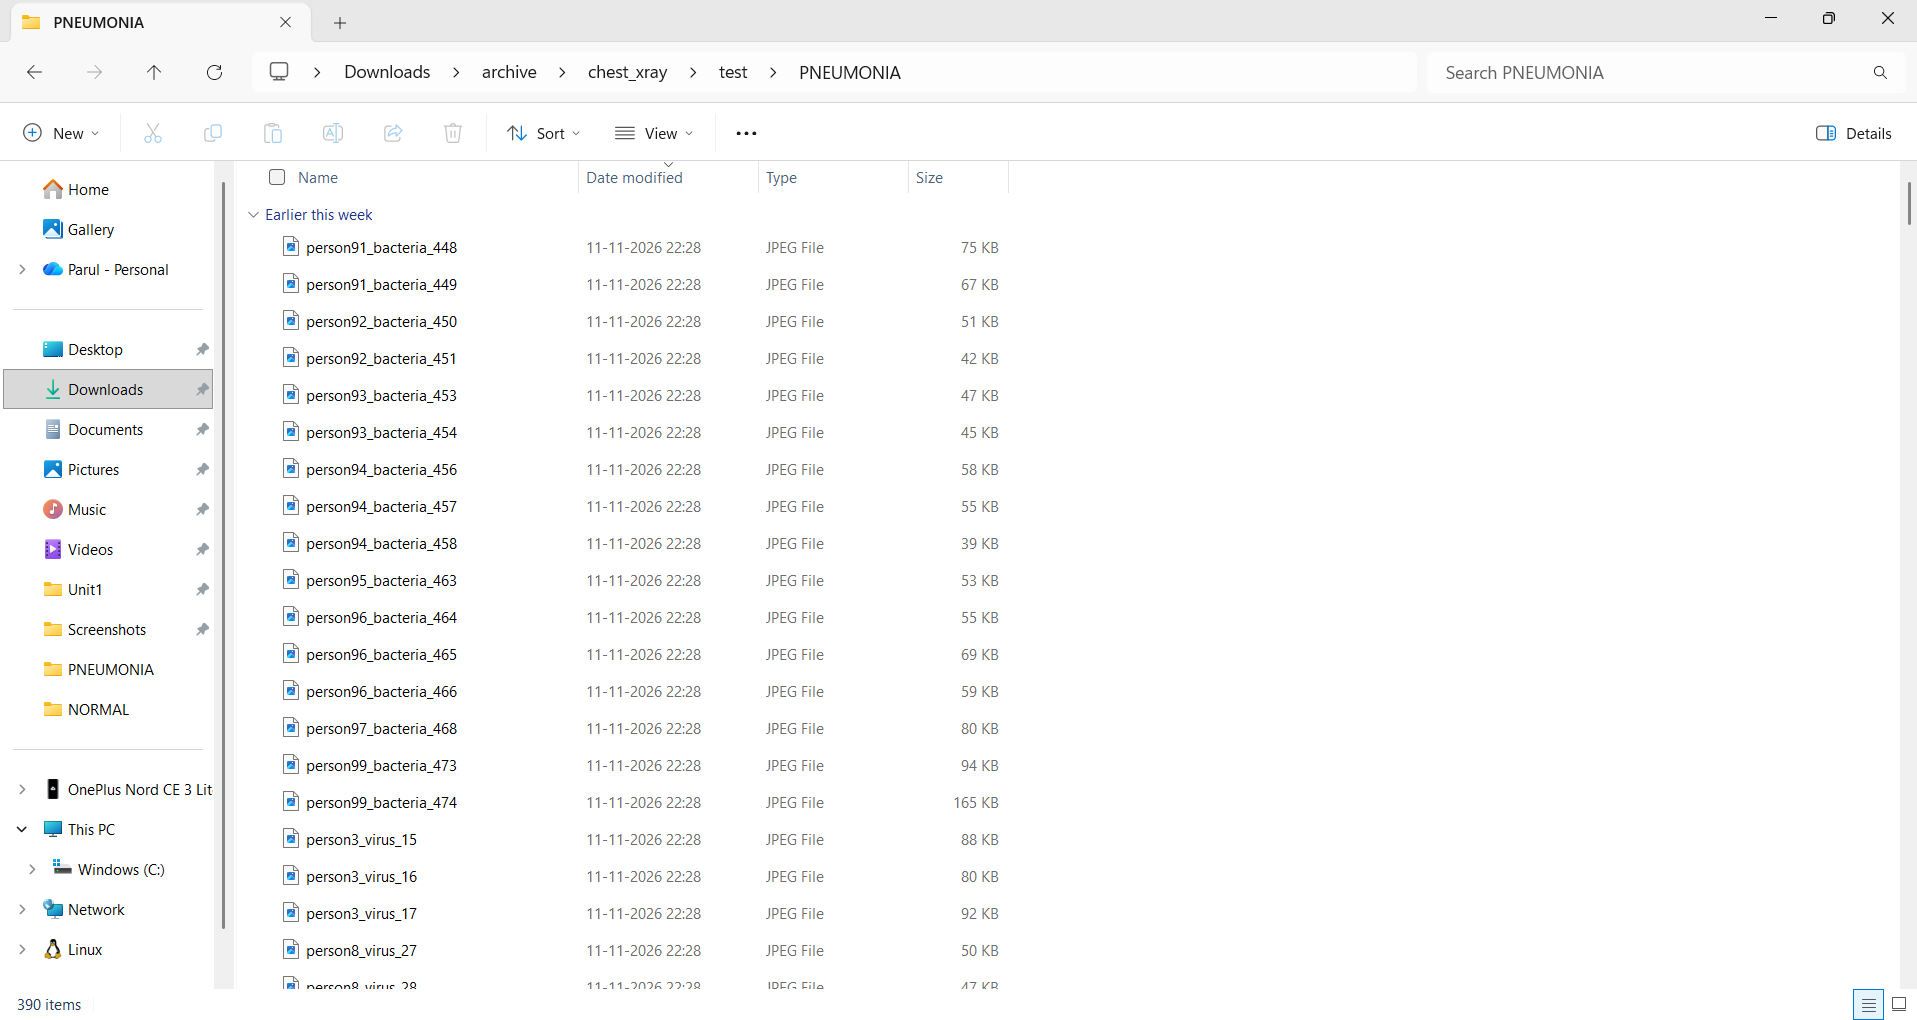 PNEUMONIA
Downloads > archive > chest_xray > test > PNEUMONIA
Search PNEUMONIA
New
Sort
View
Details
Home
Gallery
Parul - Personal
Desktop
Downloads
Documents
Pictures
Music
Videos
Unit1
Screenshots
PNEUMONIA
NORMAL
OnePlus Nord CE 3 Lit
This PC
Windows (C:)
Network
Linux
Name Date modified Type Size
Earlier this week
person91_bacteria_448 11-11-2026 22:28 JPEG File 75 KB
person91_bacteria_449 11-11-2026 22:28 JPEG File 67 KB
person92_bacteria_450 11-11-2026 22:28 JPEG File 51 KB
person92_bacteria_451 11-11-2026 22:28 JPEG File 42 KB
person93_bacteria_453 11-11-2026 22:28 JPEG File 47 KB
person93_bacteria_454 11-11-2026 22:28 JPEG File 45 KB
person94_bacteria_456 11-11-2026 22:28 JPEG File 58 KB
person94_bacteria_457 11-11-2026 22:28 JPEG File 55 KB
person94_bacteria_458 11-11-2026 22:28 JPEG File 39 KB
person95_bacteria_463 11-11-2026 22:28 JPEG File 53 KB
person96_bacteria_464 11-11-2026 22:28 JPEG File 55 KB
person96_bacteria_465 11-11-2026 22:28 JPEG File 69 KB
person96_bacteria_466 11-11-2026 22:28 JPEG File 59 KB
person97_bacteria_468 11-11-2026 22:28 JPEG File 80 KB
person99_bacteria_473 11-11-2026 22:28 JPEG File 94 KB
person99_bacteria_474 11-11-2026 22:28 JPEG File 165 KB
person3_virus_15 11-11-2026 22:28 JPEG File 88 KB
person3_virus_16 11-11-2026 22:28 JPEG File 80 KB
person3_virus_17 11-11-2026 22:28 JPEG File 92 KB
person8_virus_27 11-11-2026 22:28 JPEG File 50 KB
person8_virus_28 11-11-2026 22:28 JPEG File 47 KB
390 items